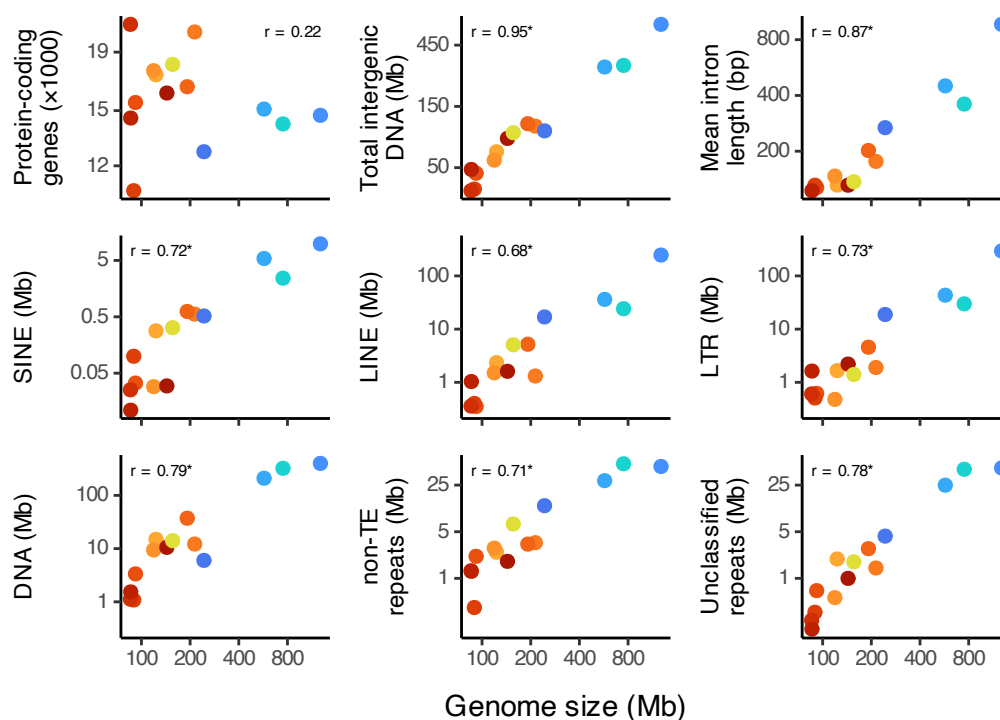 Protein-coding
genes (×1000)
19
15
12
r = 0.22
Total intergenic
DNA (Mb)
450
150
50
r = 0.95*
Mean intron
length (bp)
800
400
200
r = 0.87*
SINE (Mb)
5
0.5
0.05
r = 0.72*
LINE (Mb)
100
10
1
r = 0.68*
LTR (Mb)
100
10
1
r = 0.73*
DNA (Mb)
100
10
1
r = 0.79*
non-TE
repeats (Mb)
25
5
1
r = 0.71*
Unclassified
repeats (Mb)
25
5
1
r = 0.78*
100 200 400 800
100 200 400 800
100 200 400 800
Genome size (Mb)